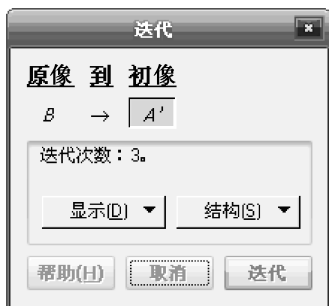 迭代
原像 到 初像
B → A'
迭代次数：3。
显示(D) 结构(S)
帮助(H) 取消 迭代